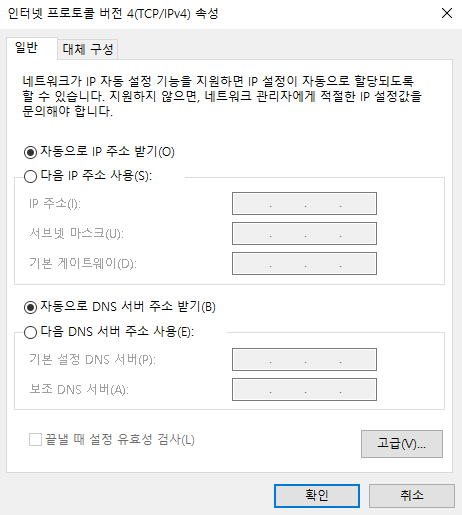 인터넷 프로토콜 버전 4(TCP/IPv4) 속성
일반
대체 구성
네트워크가 IP 자동 설정 기능을 지원하면 IP 설정이 자동으로 할당되도록
할 수 있습니다. 지원하지 않으면, 네트워크 관리자에게 적절한 IP 설정값을
문의해야 합니다.
자동으로 IP 주소 받기(O)
다음 IP 주소 사용(S):
IP 주소(I):
서브넷 마스크(U):
기본 게이트웨이(D):
자동으로 DNS 서버 주소 받기(B)
다음 DNS 서버 주소 사용(E):
기본 설정 DNS 서버(P):
보조 DNS 서버(A):
끝낼 때 설정 유효성 검사(L)
고급(V)...
확인
취소